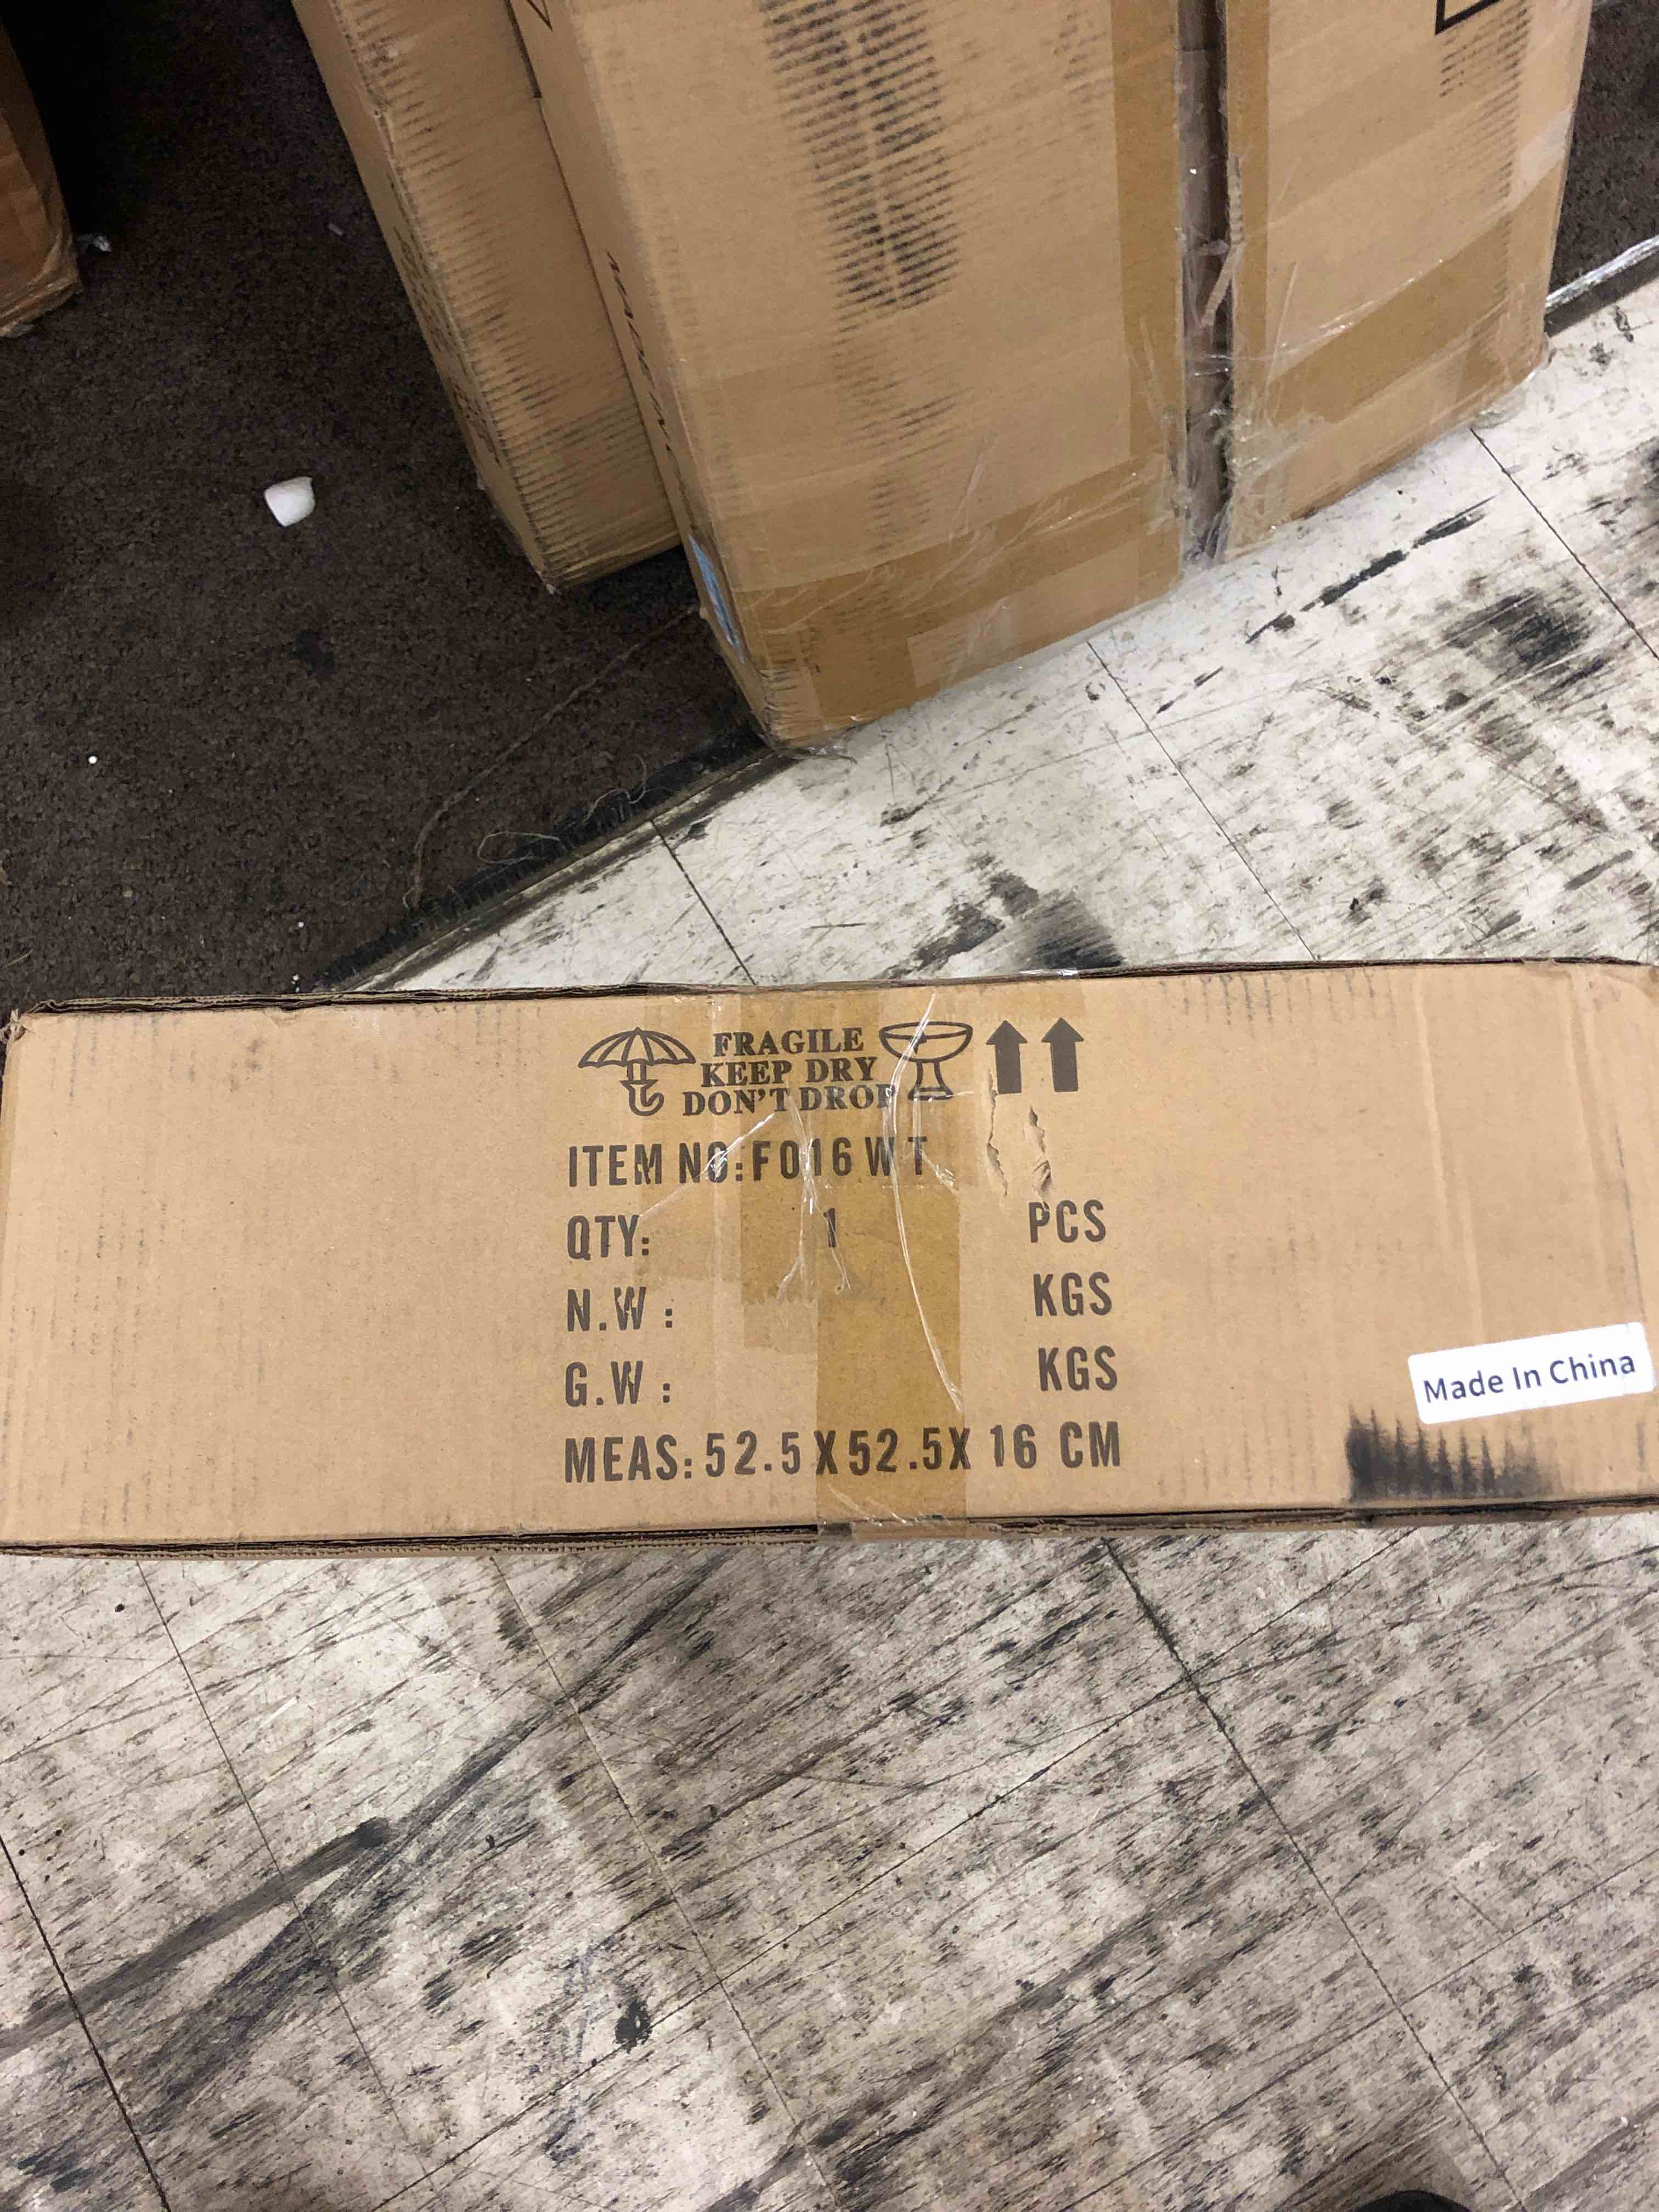 FRAGILE
KEEP DRY
DON'T DROP
ITEM NO:F016WT
QTY: 1 PCS
N.W: KGS
G.W: KGS
MEAS:52.5X52.5X 16 CM
Made In China